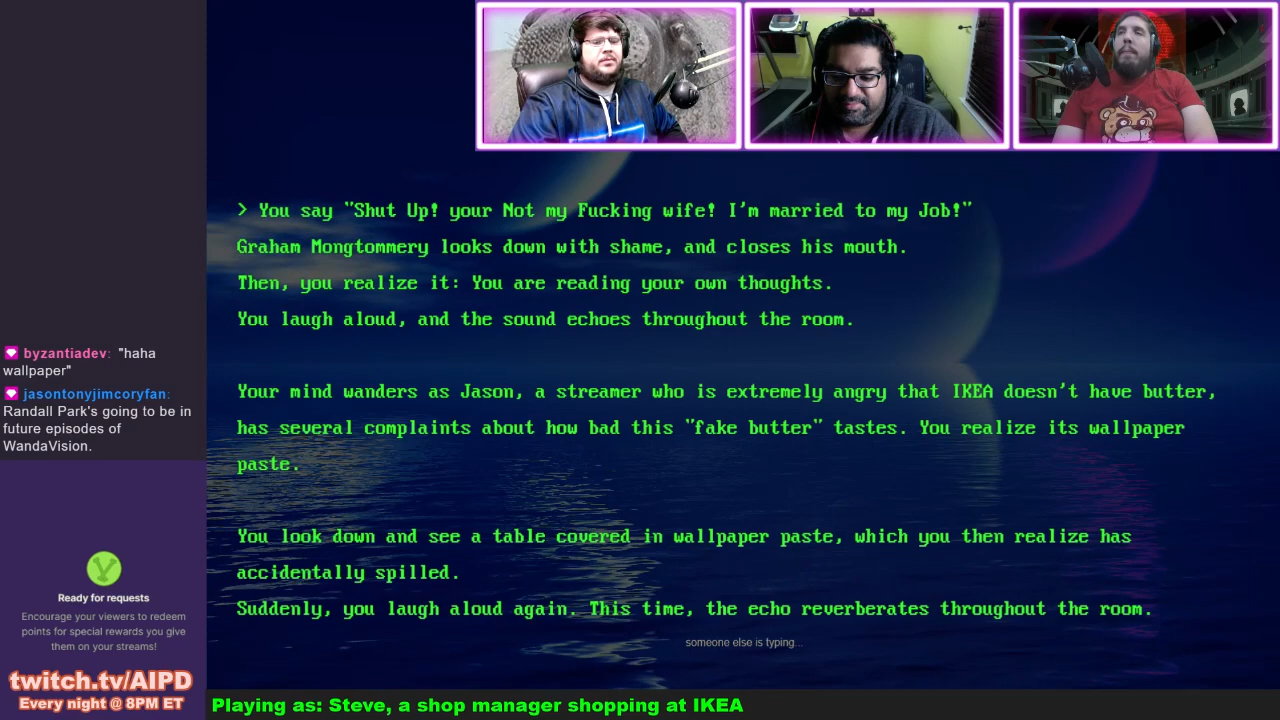 > You say "Shut Up! your Not my Fucking wife! I'm married to my Job!"
Graham Mongtommery looks down with shame, and closes his mouth.
Then, you realize it: You are reading your own thoughts.
You laugh aloud, and the sound echoes throughout the room.
Your mind wanders as Jason, a streamer who is extremely angry that IKEA doesn't have butter,
has several complaints about how bad this "fake butter" tastes. You realize its wallpaper
paste.
You look down and see a table covered in wallpaper paste, which you then realize has
accidentally spilled.
Suddenly, you laugh aloud again. This time, the echo reverberates throughout the room.
someone else is typing...
byzantiadev: "haha
wallpaper"
jasontonyjimcoryfan:
Randall Park's going to be in
future episodes of
WandaVision.
Ready for requests
Encourage your viewers to redeem
points for special rewards you give
them on your streams!
twitch.tv/AIPD
Every night @ 8PM ET
Playing as: Steve, a shop manager shopping at IKEA